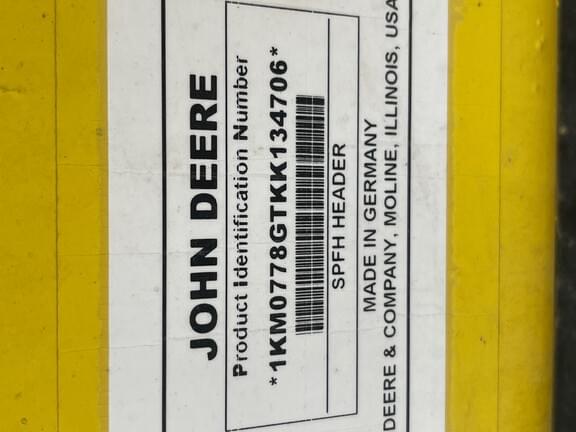 JOHN DEERE
Product Identification Number
*1KM0778GTKK134706*
SPFH HEADER
MADE IN GERMANY
DEERE & COMPANY, MOLINE, ILLINOIS, USA